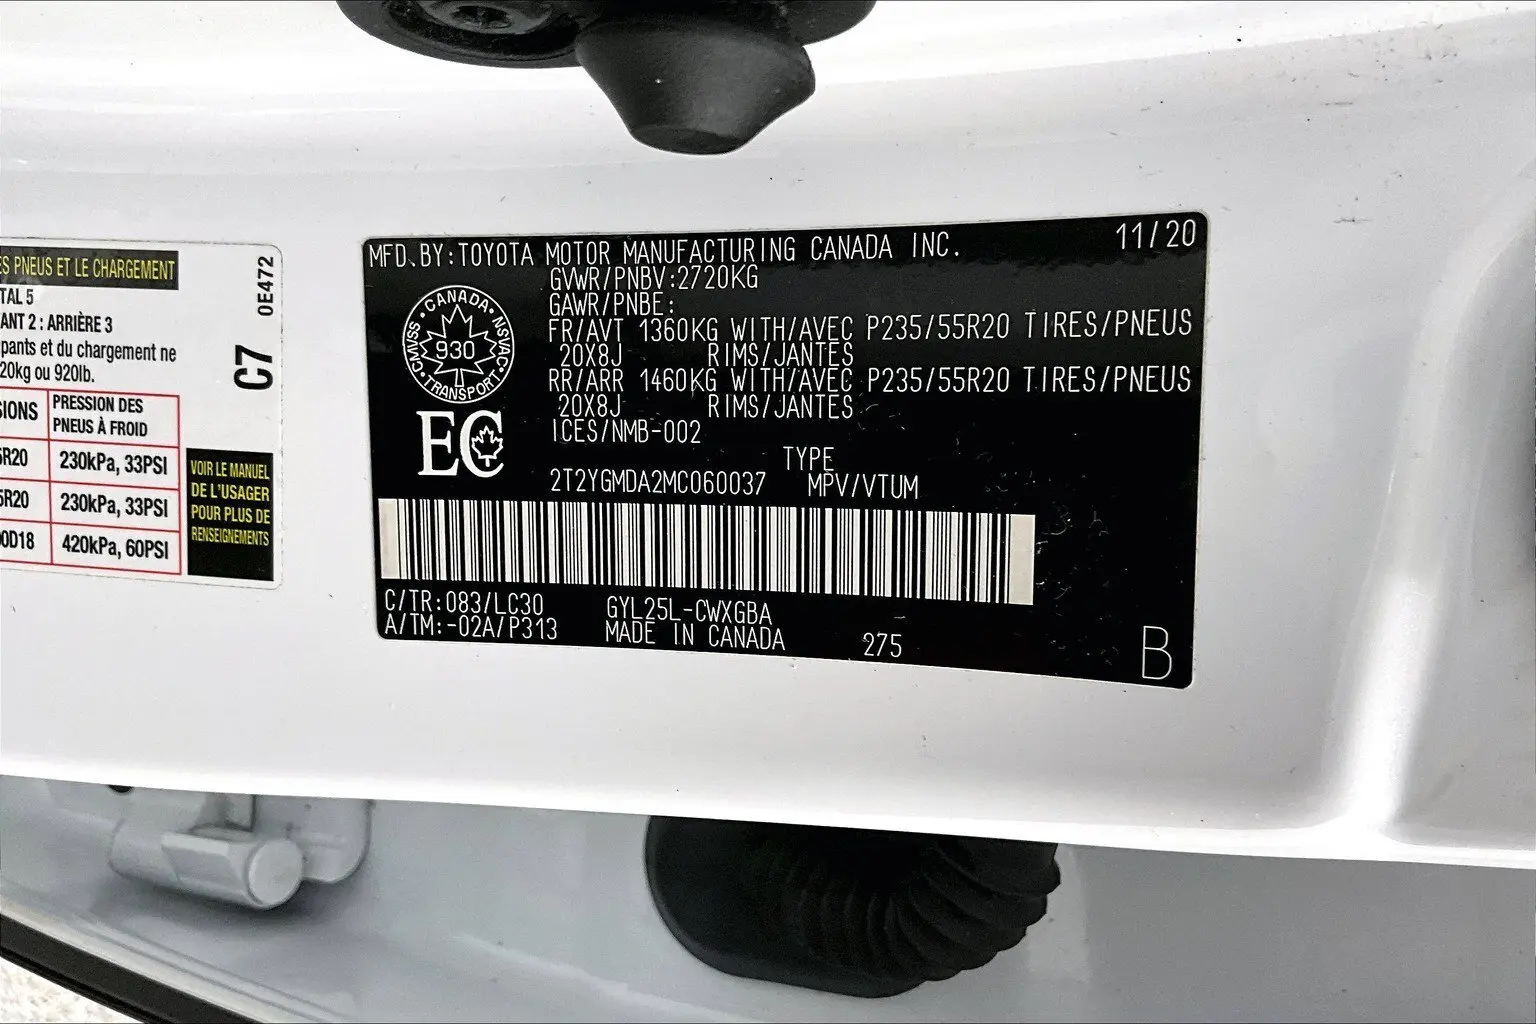 ES PNEUS ET LE CHARGEMENT
TAL 5
ANT 2 : ARRIÈRE 3
pants et du chargement ne
20kg ou 920lb.
IONS
PRESSION DES
PNEUS À FROID
R20
230kPa, 33PSI
R20
230kPa, 33PSI
0D18
420kPa, 60PSI
0E472
C7
VOIR LE MANUEL
DE L'USAGER
POUR PLUS DE
RENSEIGNEMENTS
MFD.BY:TOYOTA MOTOR MANUFACTURING CANADA INC. 11/20
GVWR/PNBV:2720KG
GAWR/PNBE:
FR/AVT 1360KG WITH/AVEC P235/55R20 TIRES/PNEUS
20X8J RIMS/JANTES
RR/ARR 1460KG WITH/AVEC P235/55R20 TIRES/PNEUS
20X8J RIMS/JANTES
ICES/NMB-002
CANADA
930
TRANSPORT
CMVSS
NSVAC
EC
TYPE
2T2YGMDA2MC060037 MPV/VTUM
C/TR:083/LC30 GYL25L-CWXGBA
A/TM:-02A/P313 MADE IN CANADA 275
B